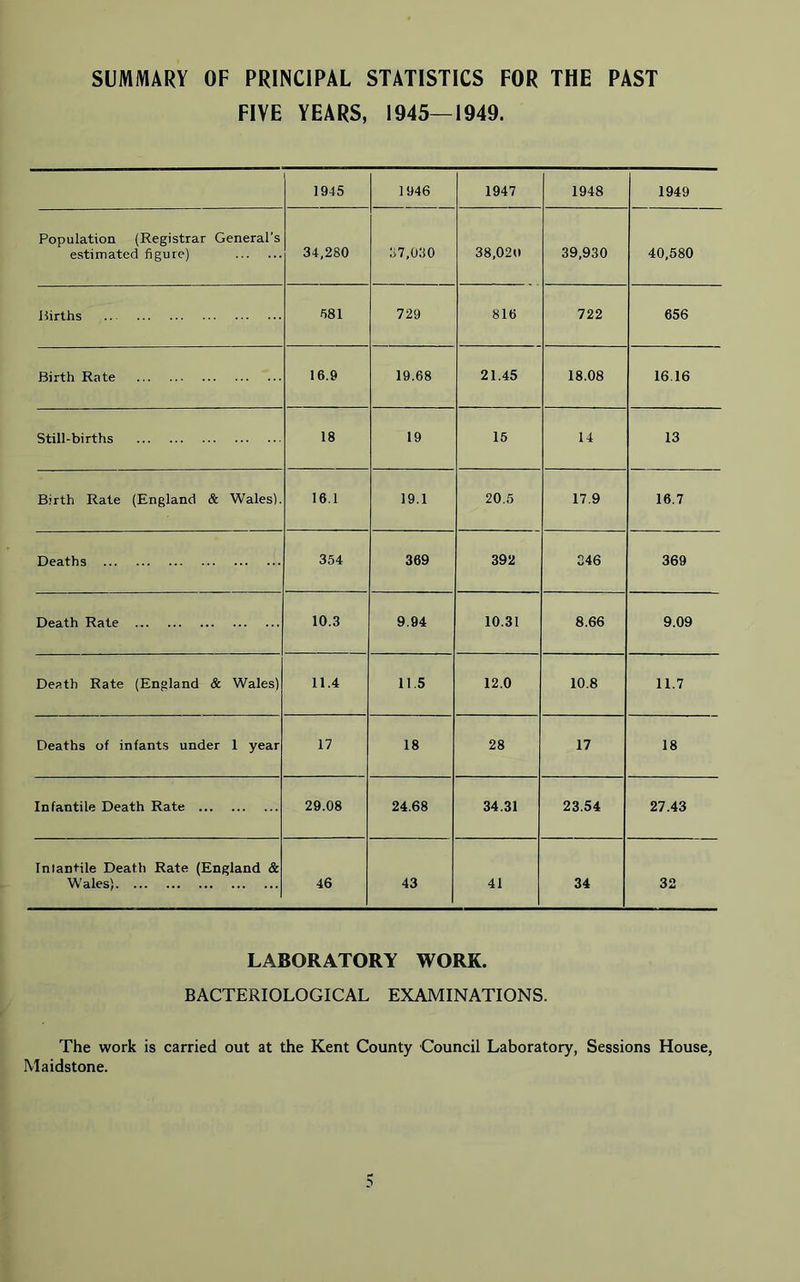 SUMMARY OF PRINCIPAL STATISTICS FOR THE PAST
FIVE YEARS, 1945—1949.
1945 1946 1947 1948 1949
Population (Registrar General's
estimated figure) ... ... 34,280 37,030 38,020 39,930 40,580
Births ... ... ... ... ... ... 581 729 816 722 656
Birth Rate ... ... ... ... ... 16.9 19.68 21.45 18.08 16.16
Still-births ... ... ... ... ... 18 19 15 14 13
Birth Rate (England & Wales). 16.1 19.1 20.5 17.9 16.7
Deaths ... ... ... ... ... ... 354 369 392 346 369
Death Rate ... ... ... ... ... 10.3 9.94 10.31 8.66 9.09
Death Rate (England & Wales) 11.4 11.5 12.0 10.8 11.7
Deaths of infants under 1 year 17 18 28 17 18
Infantile Death Rate ... ... ... 29.08 24.68 34.31 23.54 27.43
Infantile Death Rate (England &
Wales). ... ... ... ... ... 46 43 41 34 32
LABORATORY WORK.
BACTERIOLOGICAL EXAMINATIONS.
The work is carried out at the Kent County Council Laboratory, Sessions House,
Maidstone.
5